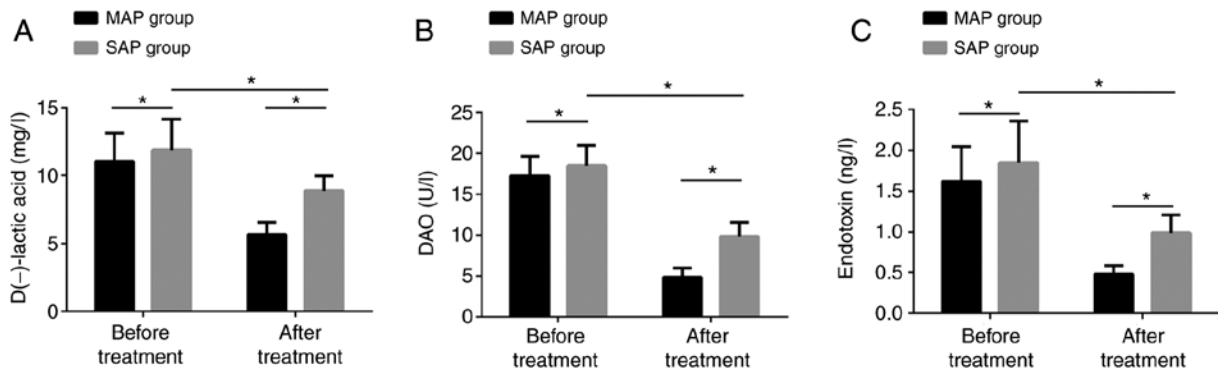 A
MAP group
SAP group
D(−)-lactic acid (mg/l)
15
10
5
0
*
*
*
Before treatment
After treatment
B
MAP group
SAP group
DAO (U/l)
25
20
15
10
5
0
*
*
*
Before treatment
After treatment
C
MAP group
SAP group
Endotoxin (ng/l)
2.5
2.0
1.5
1.0
0.5
0.0
*
*
*
Before treatment
After treatment